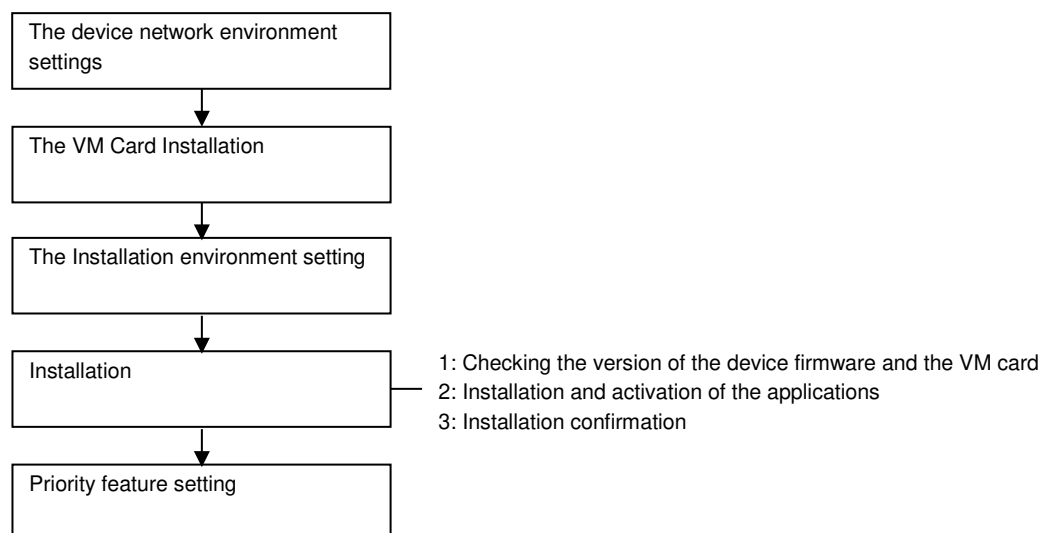 The device network environment
settings
The VM Card Installation
The Installation environment setting
Installation
1: Checking the version of the device firmware and the VM card
2: Installation and activation of the applications
3: Installation confirmation
Priority feature setting